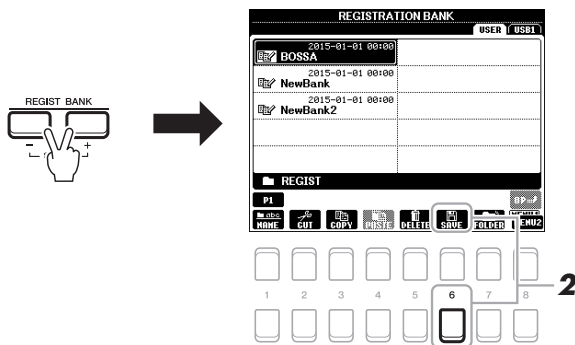 REGISTRATION BANK
USER USB1
2015-01-01 00:00
BOSSA
2015-01-01 00:00
NewBank
2015-01-01 00:00
NewBank2
REGIST BANK
- +
REGIST
P1
UP
abc NAME CUT COPY PASTE DELETE SAVE FOLDER MENU2
1 2 3 4 5 6 7 8
2